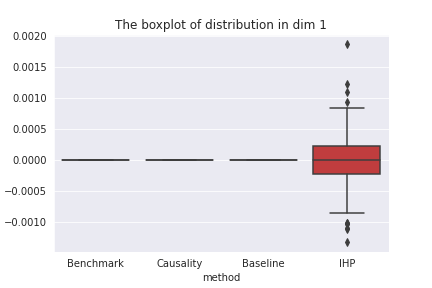 The boxplot of distribution in dim 1
0.0020
0.0015
0.0010
0.0005
0.0000
−0.0005
−0.0010
Benchmark Causality Baseline IHP
method